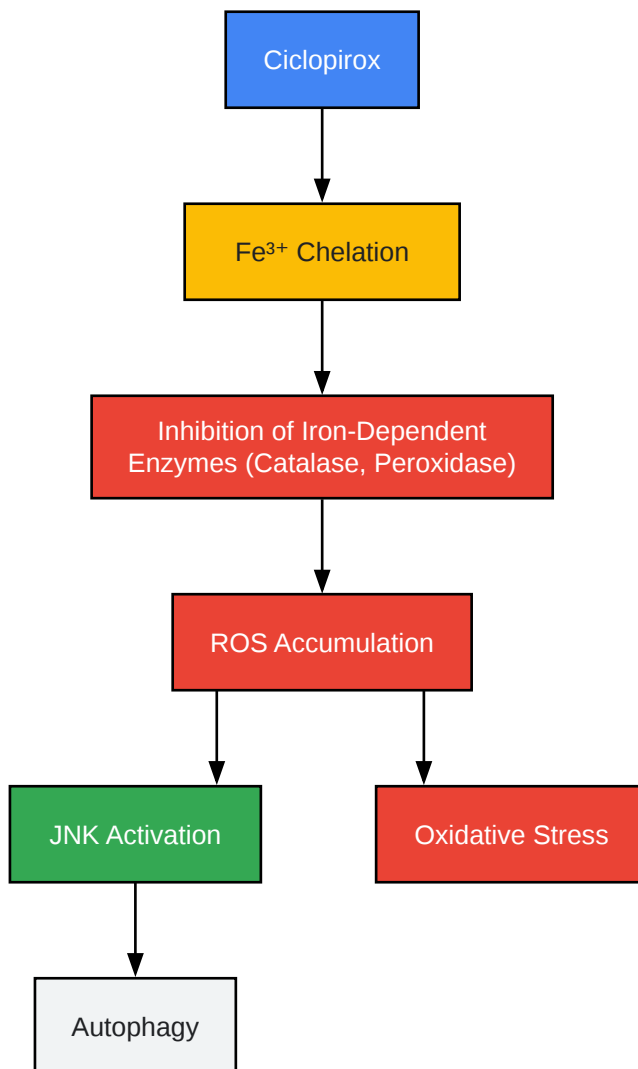 Ciclopirox
Fe³⁺ Chelation
Inhibition of Iron-Dependent
Enzymes (Catalase, Peroxidase)
ROS Accumulation
JNK Activation
Oxidative Stress
Autophagy